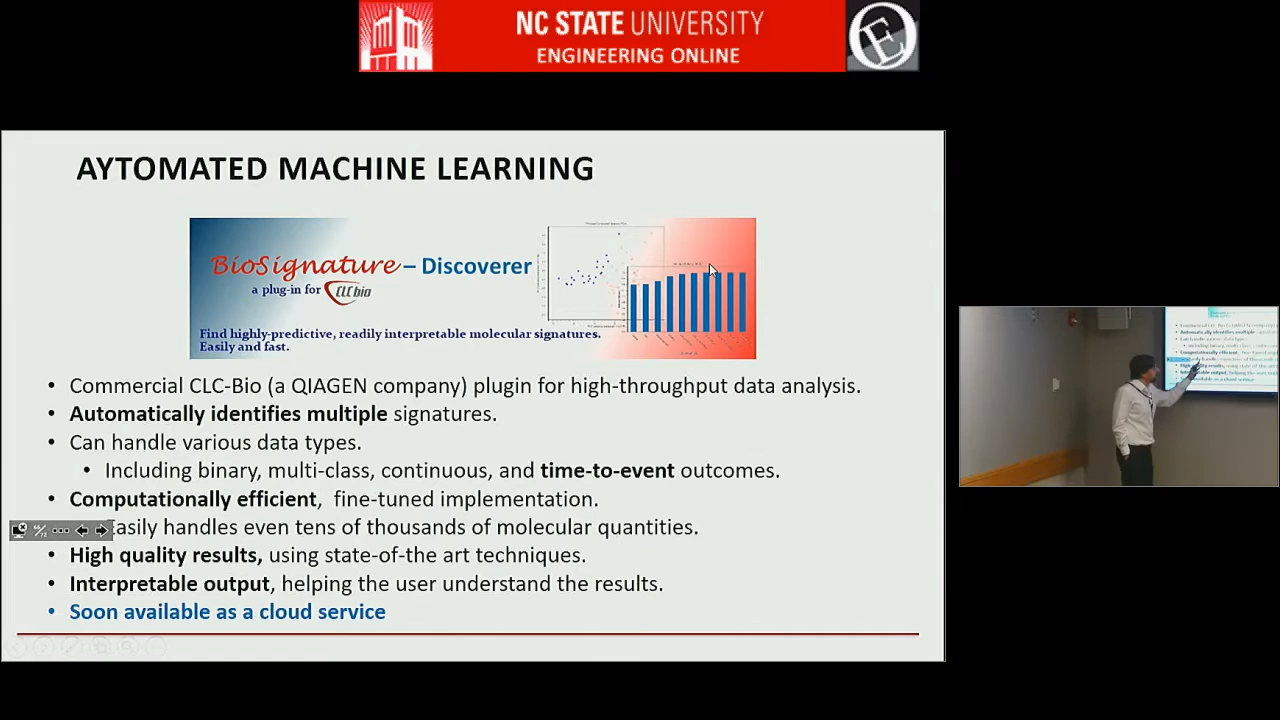 NC STATE UNIVERSITY
ENGINEERING ONLINE
AYTOMATED MACHINE LEARNING
BioSignature – Discoverer
a plug-in for CLC bio
Find highly-predictive, readily interpretable molecular signatures.
Easily and fast.
• Commercial CLC-Bio (a QIAGEN company) plugin for high-throughput data analysis.
• Automatically identifies multiple signatures.
• Can handle various data types.
• Including binary, multi-class, continuous, and time-to-event outcomes.
• Computationally efficient, fine-tuned implementation.
Easily handles even tens of thousands of molecular quantities.
• High quality results, using state-of-the art techniques.
• Interpretable output, helping the user understand the results.
• Soon available as a cloud service